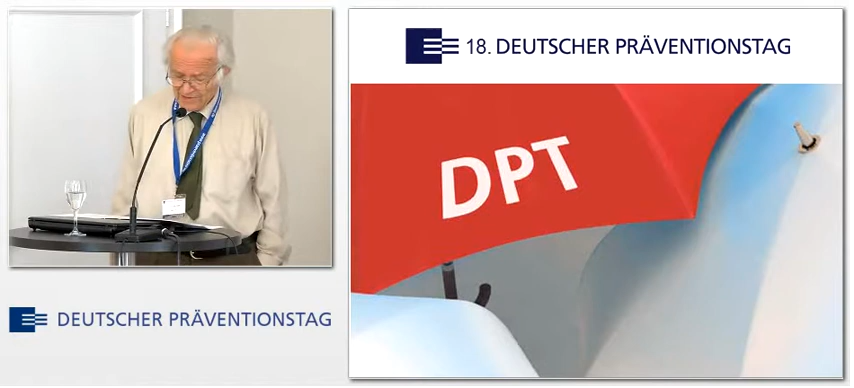 18. DEUTSCHER PRÄVENTIONSTAG
DPT
DEUTSCHER PRÄVENTIONSTAG